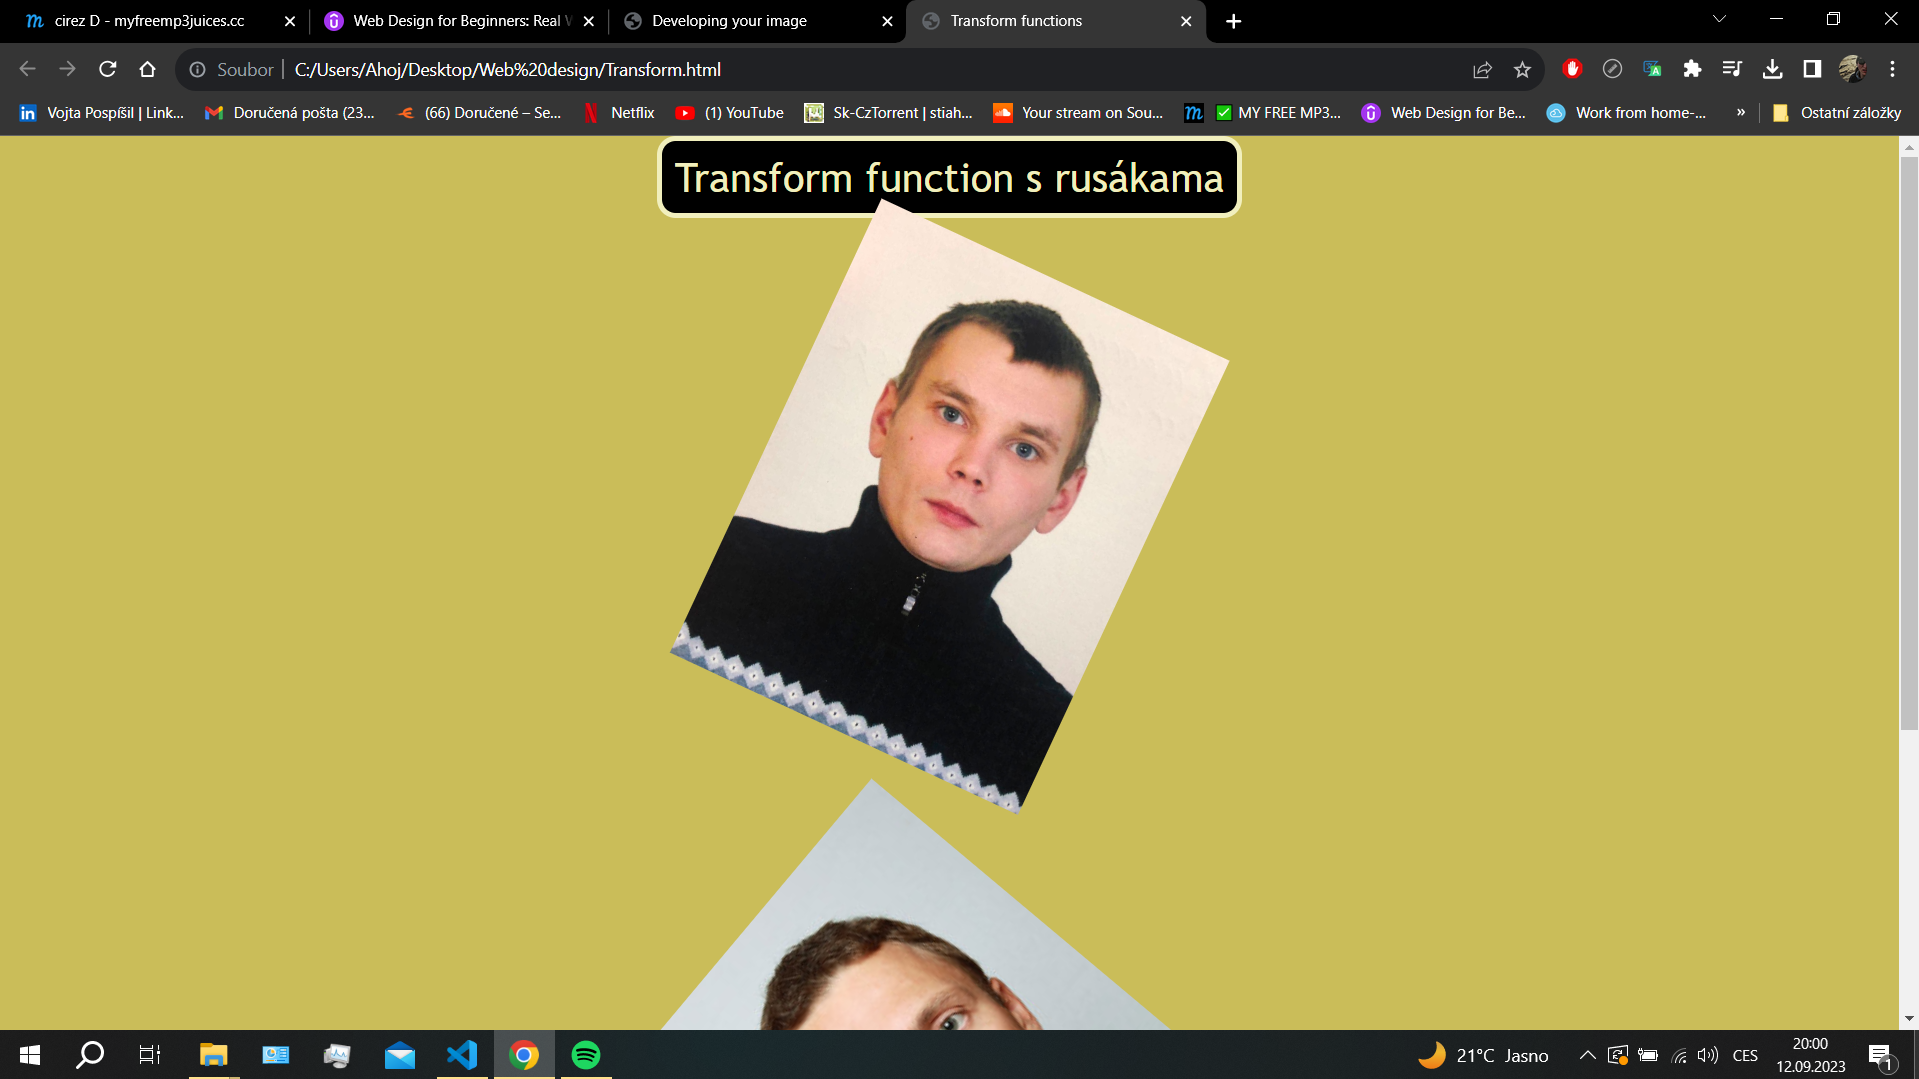 cirez D - myfreemp3juices.cc
Web Design for Beginners: Real
Developing your image
Transform functions
Soubor
C:/Users/Ahoj/Desktop/Web%20design/Transform.html
Vojta Pospíšil | Link...
Doručená pošta (23...
(66) Doručené – Se...
Netflix
(1) YouTube
Sk-CzTorrent | stiah...
Your stream on Sou...
MY FREE MP3...
Web Design for Be...
Work from home-...
»
Ostatní záložky
Transform function s rusákama
21°C Jasno
CES
20:00
12.09.2023
1